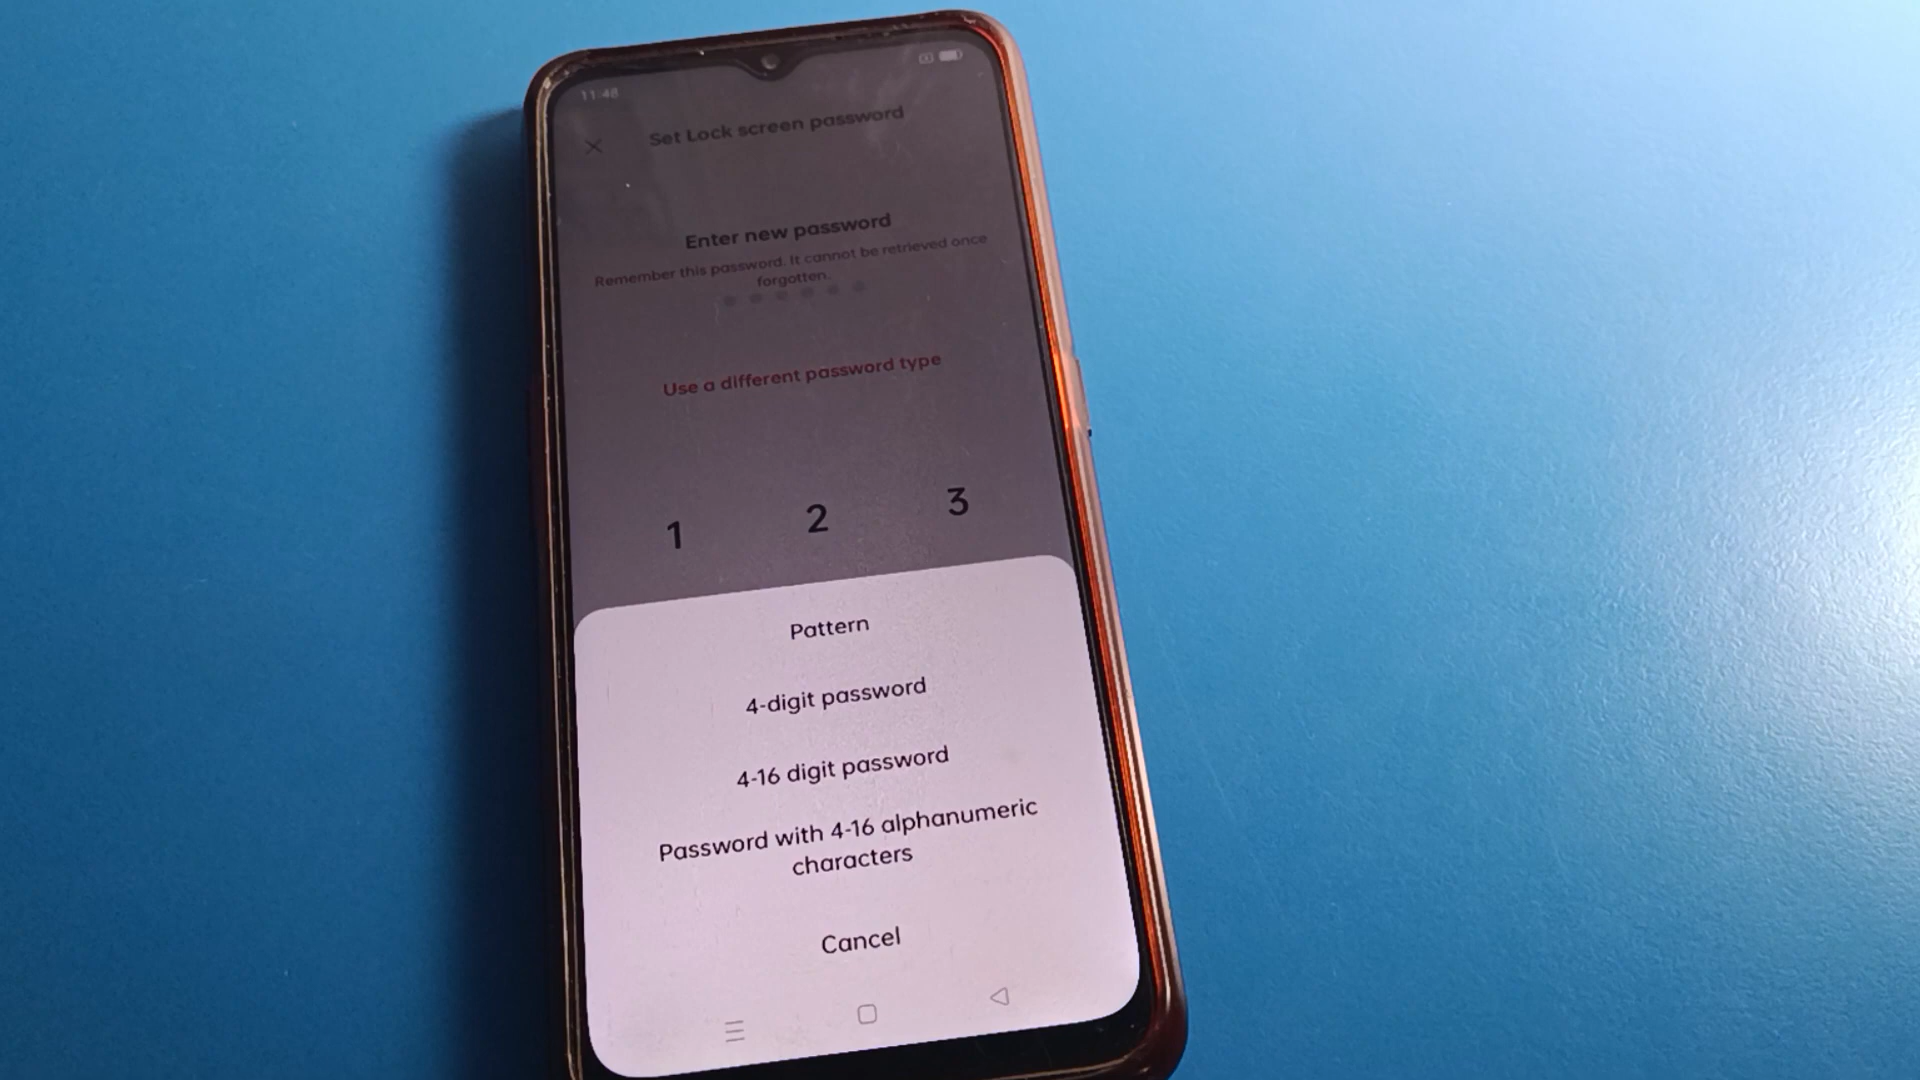 11:48
Set Lock screen password
Enter new password
Remember this password. It cannot be retrieved once
forgotten.
Use a different password type
1 2 3
Pattern
4-digit password
4-16 digit password
Password with 4-16 alphanumeric
characters
Cancel